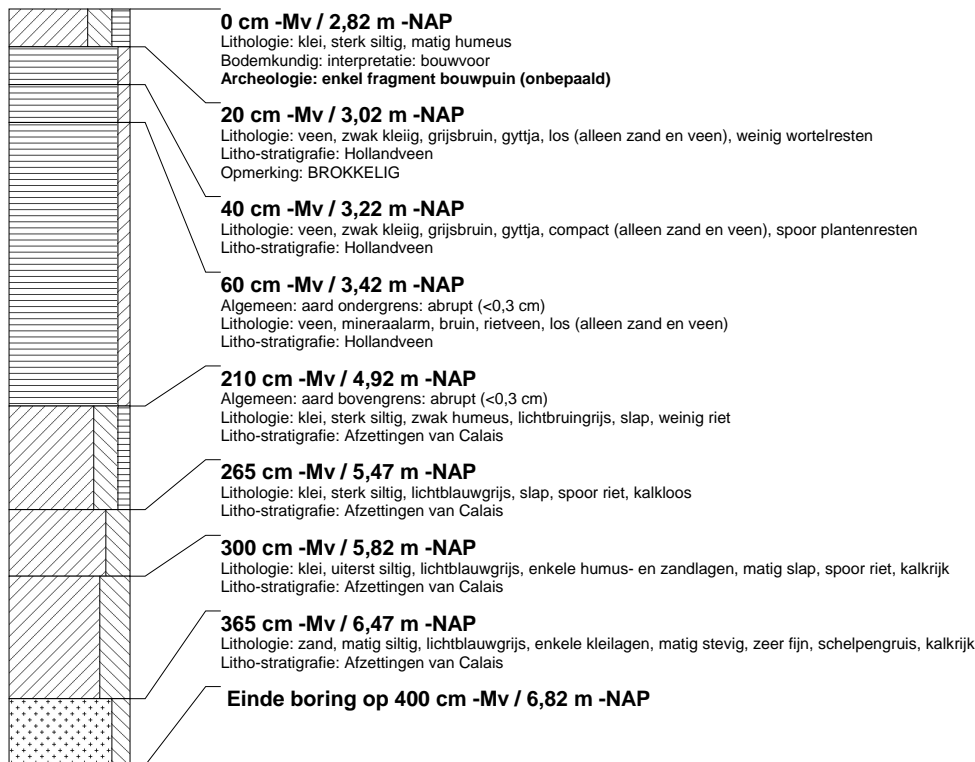 0 cm -Mv / 2,82 m -NAP
Lithologie: klei, sterk siltig, matig humeus
Bodemkundig: interpretatie: bouwvoor
Archeologie: enkel fragment bouwpuin (onbepaald)
20 cm -Mv / 3,02 m -NAP
Lithologie: veen, zwak kleiig, grijsbruin, gyttja, los (alleen zand en veen), weinig wortelresten
Litho-stratigrafie: Hollandveen
Opmerking: BROKKELIG
40 cm -Mv / 3,22 m -NAP
Lithologie: veen, zwak kleiig, grijsbruin, gyttja, compact (alleen zand en veen), spoor plantenresten
Litho-stratigrafie: Hollandveen
60 cm -Mv / 3,42 m -NAP
Algemeen: aard ondergrens: abrupt (<0,3 cm)
Lithologie: veen, mineraalarm, bruin, rietveen, los (alleen zand en veen)
Litho-stratigrafie: Hollandveen
210 cm -Mv / 4,92 m -NAP
Algemeen: aard bovengrens: abrupt (<0,3 cm)
Lithologie: klei, sterk siltig, zwak humeus, lichtbruingrijs, slap, weinig riet
Litho-stratigrafie: Afzettingen van Calais
265 cm -Mv / 5,47 m -NAP
Lithologie: klei, sterk siltig, lichtblauwgrijs, slap, spoor riet, kalkloos
Litho-stratigrafie: Afzettingen van Calais
300 cm -Mv / 5,82 m -NAP
Lithologie: klei, uiterst siltig, lichtblauwgrijs, enkele humus- en zandlagen, matig slap, spoor riet, kalkrijk
Litho-stratigrafie: Afzettingen van Calais
365 cm -Mv / 6,47 m -NAP
Lithologie: zand, matig siltig, lichtblauwgrijs, enkele kleilagen, matig stevig, zeer fijn, schelpengruis, kalkrijk
Litho-stratigrafie: Afzettingen van Calais
Einde boring op 400 cm -Mv / 6,82 m -NAP